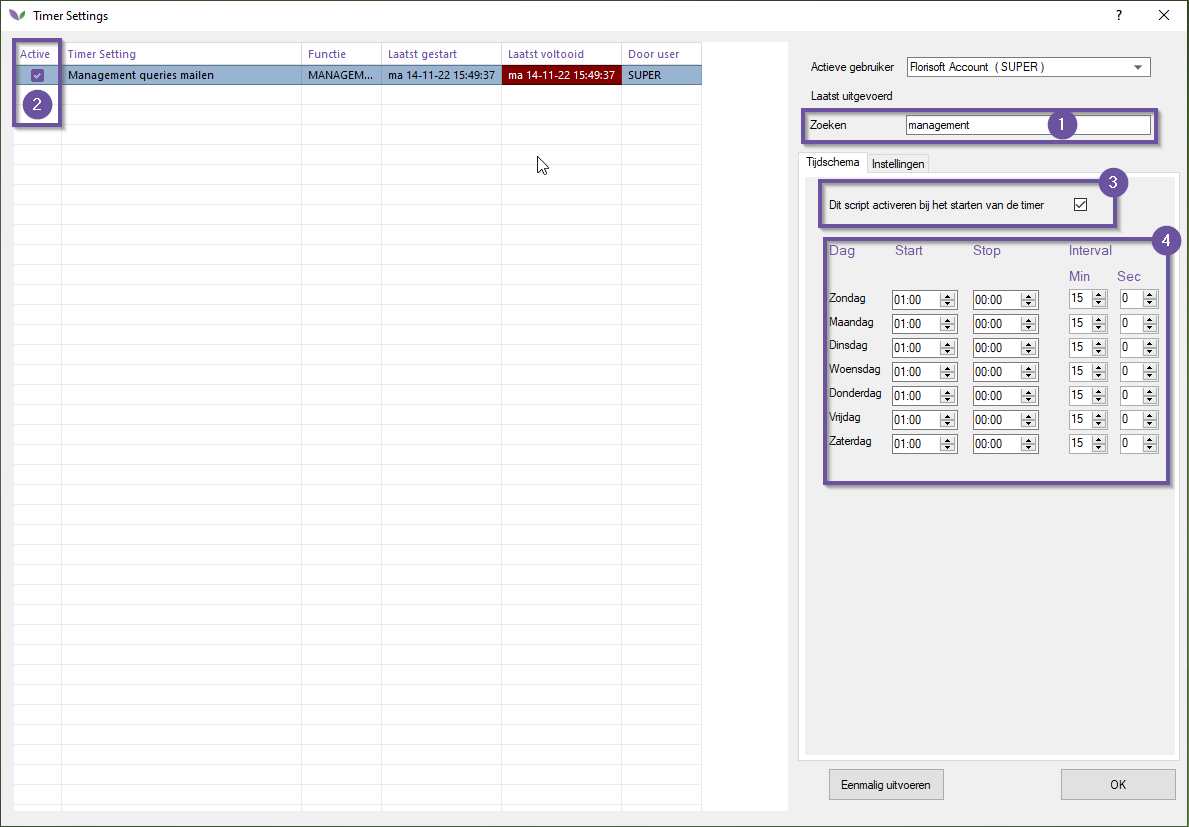 Timer Settings ?
Active Timer Setting Functie Laatst gestart Laatst voltooid Door user
Management queries mailen MANAGEM... ma 14-11-22 15:49:37 ma 14-11-22 15:49:37 SUPER
2
Actieve gebruiker Florisoft Account ( SUPER )
Laatst uitgevoerd
Zoeken management 1
Tijdschema Instellingen
3
Dit script activeren bij het starten van de timer
4
Dag Start Stop Interval
Min Sec
Zondag 01:00 00:00 15 0
Maandag 01:00 00:00 15 0
Dinsdag 01:00 00:00 15 0
Woensdag 01:00 00:00 15 0
Donderdag 01:00 00:00 15 0
Vrijdag 01:00 00:00 15 0
Zaterdag 01:00 00:00 15 0
Eenmalig uitvoeren OK